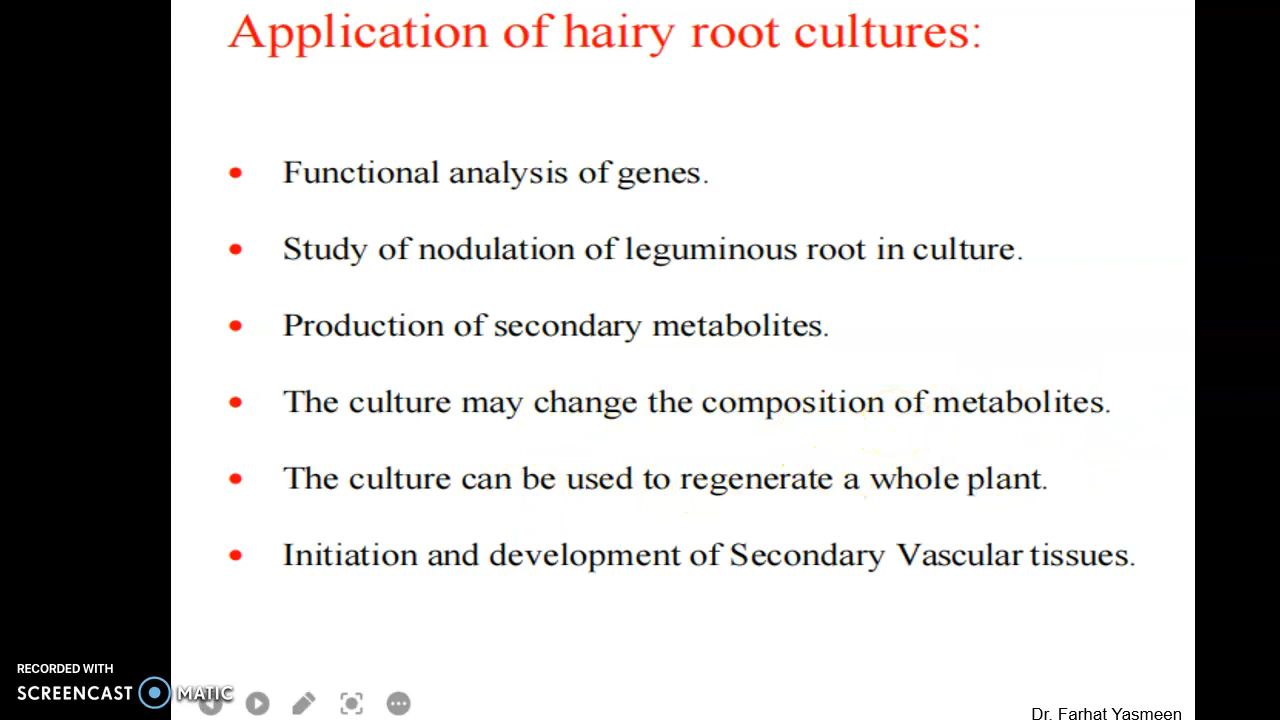 Application of hairy root cultures:
• Functional analysis of genes.
• Study of nodulation of leguminous root in culture.
• Production of secondary metabolites.
• The culture may change the composition of metabolites.
• The culture can be used to regenerate a whole plant.
• Initiation and development of Secondary Vascular tissues.
RECORDED WITH
SCREENCAST MATIC
Dr. Farhat Yasmeen